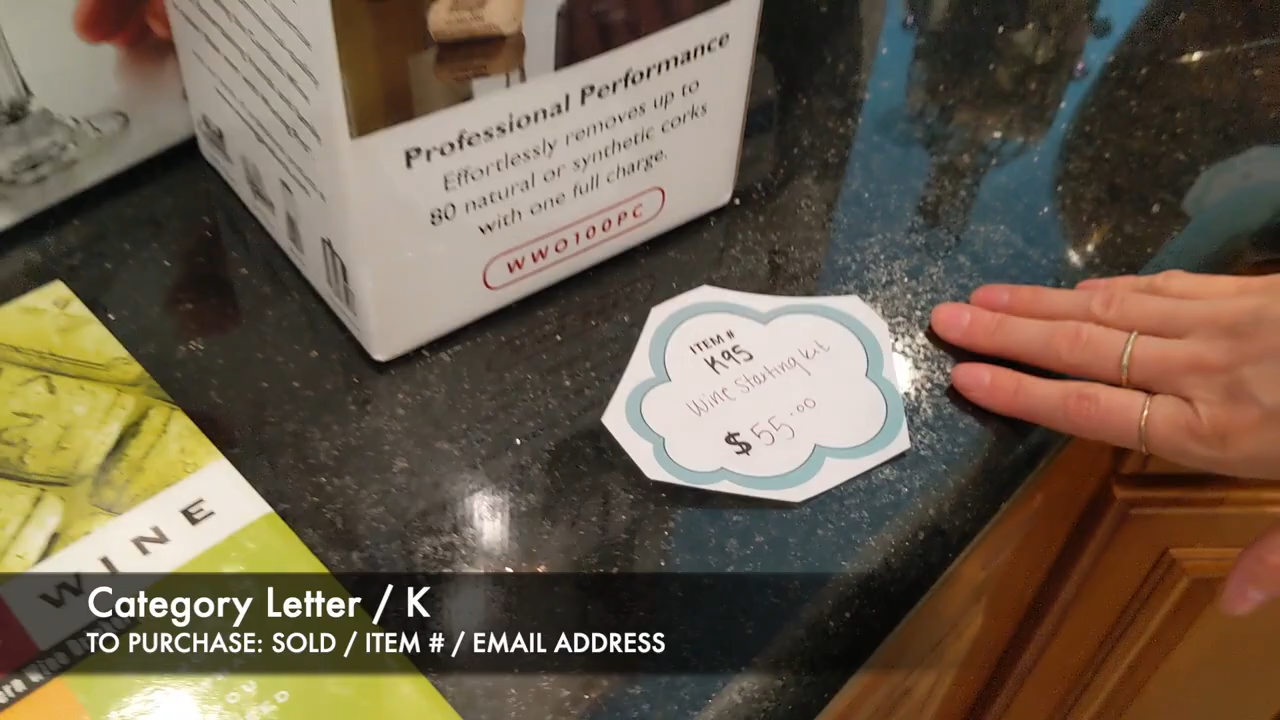 Professional Performance
Effortlessly removes up to
80 natural or synthetic corks
with one full charge.
WWO100PC
ITEM #
K95
Wine Starting kit
$55.00
WINE
Category Letter / K
TO PURCHASE: SOLD / ITEM # / EMAIL ADDRESS